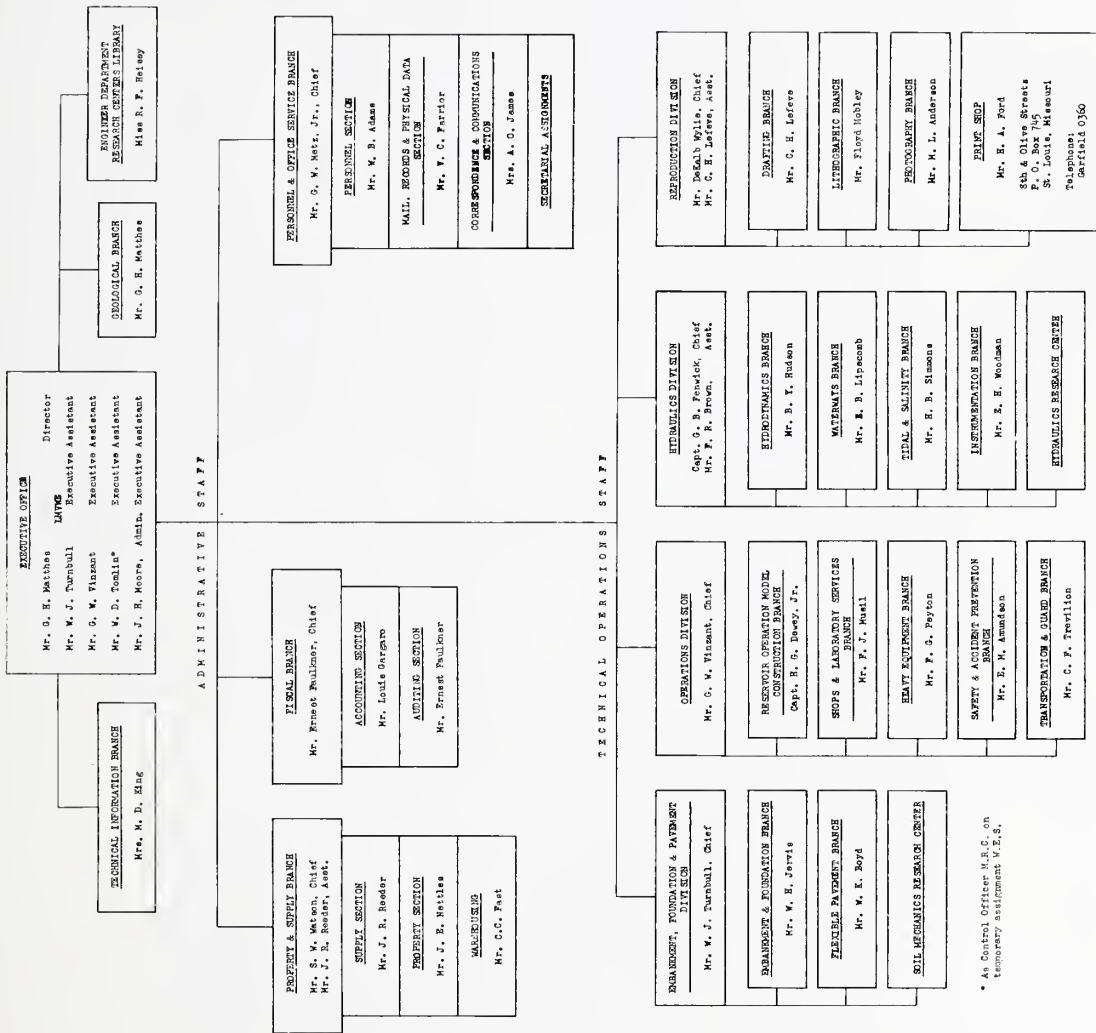 EXECUTIVE OFFICE
Mr. G. H. Matthes Director
LMVWE
Mr. W. J. Turnbull Executive Assistant
Mr. G. W. Vinzant Executive Assistant
Mr. W. D. Tomlin* Executive Assistant
Mr. J. H. Moore, Admin. Executive Assistant
TECHNICAL INFORMATION BRANCH
Mrs. M. D. King
GEOLOGICAL BRANCH
Mr. G. H. Matthes
ENGINEER DEPARTMENT
RESEARCH CENTERS LIBRARY
Miss R. F. Heisey
ADMINISTRATIVE STAFF
PROPERTY & SUPPLY BRANCH
Mr. S. W. Watson, Chief
Mr. J. R. Reeder, Asst.
SUPPLY SECTION
Mr. J. R. Reeder
PROPERTY SECTION
Mr. J. E. Nettles
WAREHOUSING
Mr. C.C. Fast
FISCAL BRANCH
Mr. Ernest Faulkner, Chief
ACCOUNTING SECTION
Mr. Louis Gargaro
AUDITING SECTION
Mr. Ernest Faulkner
PERSONNEL & OFFICE SERVICE BRANCH
Mr. G. W. Metz, Jr., Chief
PERSONNEL SECTION
Mr. W. B. Adams
MAIL, RECORDS & PHYSICAL DATA
SECTION
Mr. W. C. Farrior
CORRESPONDENCE & COMMUNICATIONS
SECTION
Mrs. A. O. James
SECRETARIAL ASSIGNMENTS
TECHNICAL OPERATIONS STAFF
EMBANKMENT, FOUNDATION & PAVEMENT
DIVISION
Mr. W. J. Turnbull, Chief
EMBANKMENT & FOUNDATION BRANCH
Mr. W. H. Jervis
FLEXIBLE PAVEMENT BRANCH
Mr. W. K. Boyd
SOIL MECHANICS RESEARCH CENTER
OPERATIONS DIVISION
Mr. G. W. Vinzant, Chief
RESERVOIR OPERATION MODEL
CONSTRUCTION BRANCH
Capt. H. G. Dewey, Jr.
SHOPS & LABORATORY SERVICES
BRANCH
Mr. F. J. Musil
HEAVY EQUIPMENT BRANCH
Mr. F. G. Peyton
SAFETY & ACCIDENT PREVENTION
BRANCH
Mr. E. M. Amundson
TRANSPORTATION & GUARD BRANCH
Mr. C. F. Trevilion
HYDRAULICS DIVISION
Capt. G. B. Fenwick, Chief
Mr. F. R. Brown, Asst.
HYDRODYNAMICS BRANCH
Mr. B. Y. Hudson
WATERWAYS BRANCH
Mr. E. B. Lipscomb
TIDAL & SALINITY BRANCH
Mr. H. B. Simmons
INSTRUMENTATION BRANCH
Mr. E. H. Woodman
HYDRAULICS RESEARCH CENTER
REPRODUCTION DIVISION
Mr. DeKalb Wylie, Chief
Mr. C. H. Lefeve, Asst.
DRAFTING BRANCH
Mr. C. H. Lefeve
LITHOGRAPHIC BRANCH
Mr. Floyd Mobley
PHOTOGRAPHY BRANCH
Mr. M. L. Anderson
PRINT SHOP
Mr. H. A. Ford
8th & Olive Streets
P. O. Box 745
St. Louis, Missouri
Telephone:
Garfield 0360
* As Control Officer M.R.C. on
temporary assignment W.E.S.